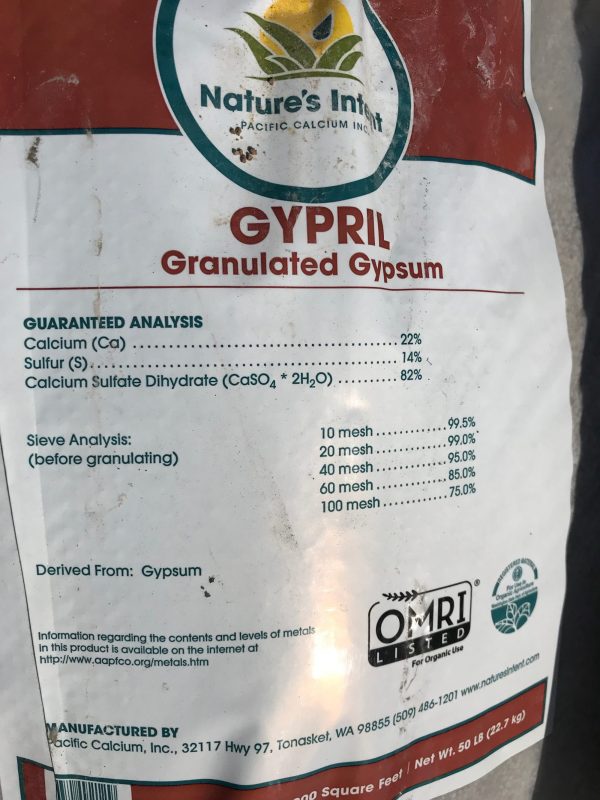 Nature's Intent
PACIFIC CALCIUM INC
GYPRIL
Granulated Gypsum
GUARANTEED ANALYSIS
Calcium (Ca) ........................................ 22%
Sulfur (S)............................................... 14%
Calcium Sulfate Dihydrate (CaSO₄ * 2H₂O) .......... 82%
Sieve Analysis:
(before granulating)
10 mesh............99.5%
20 mesh............99.0%
40 mesh............95.0%
60 mesh............85.0%
100 mesh............75.0%
Derived From: Gypsum
Information regarding the contents and levels of metals
in this product is available on the internet at
http://www.aapfco.org/metals.htm
OMRI®
LISTED
For Organic Use
For Use in
Organic Agriculture
MANUFACTURED BY
Pacific Calcium, Inc., 32117 Hwy 97, Tonasket, WA 98855 (509) 486-1201 www.naturesintent.com
Square Feet | Net Wt. 50 LB (22.7 kg)